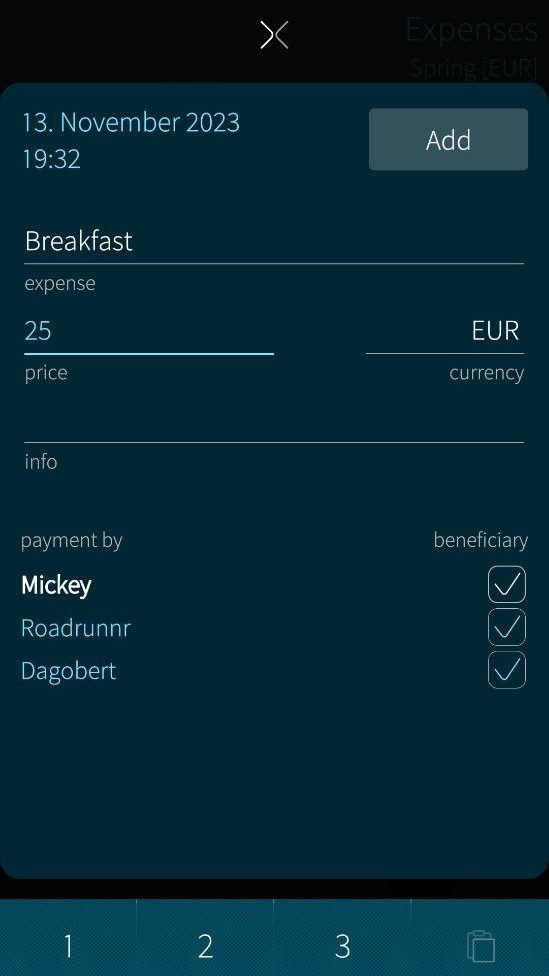 Expenses
Spring [EUR]
13. November 2023
19:32
Add
Breakfast
expense
25
EUR
price
currency
info
payment by
beneficiary
Mickey
Roadrunnr
Dagobert
1
2
3